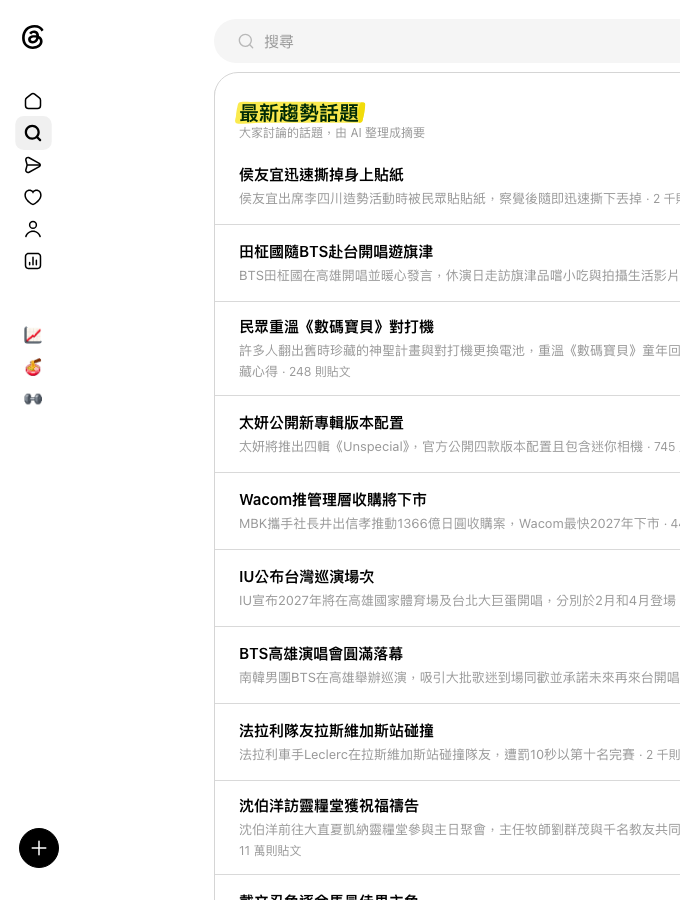 搜尋
最新趨勢話題
大家討論的話題，由 AI 整理成摘要
侯友宜迅速撕掉身上貼紙
侯友宜出席李四川造勢活動時被民眾貼貼紙，察覺後隨即迅速撕下丟掉 · 2 千
田柾國隨BTS赴台開唱遊旗津
BTS田柾國在高雄開唱並暖心發言，休演日走訪旗津品嚐小吃與拍攝生活影片
民眾重溫《數碼寶貝》對打機
許多人翻出舊時珍藏的神聖計畫與對打機更換電池，重溫《數碼寶貝》童年回
藏心得 · 248 則貼文
太妍公開新專輯版本配置
太妍將推出四輯《Unspecial》，官方公開四款版本配置且包含迷你相機 · 745
Wacom推管理層收購將下市
MBK攜手社長井出信孝推動1366億日圓收購案，Wacom最快2027年下市 · 4
IU公布台灣巡演場次
IU宣布2027年將在高雄國家體育場及台北大巨蛋開唱，分別於2月和4月登場
BTS高雄演唱會圓滿落幕
南韓男團BTS在高雄舉辦巡演，吸引大批歌迷到場同歡並承諾未來再來台開唱
法拉利隊友拉斯維加斯站碰撞
法拉利車手Leclerc在拉斯維加斯站碰撞隊友，遭罰10秒以第十名完賽 · 2 千則
沈伯洋訪靈糧堂獲祝福禱告
沈伯洋前往大直夏凱納靈糧堂參與主日聚會，主任牧師劉群茂與千名教友共同
11 萬則貼文